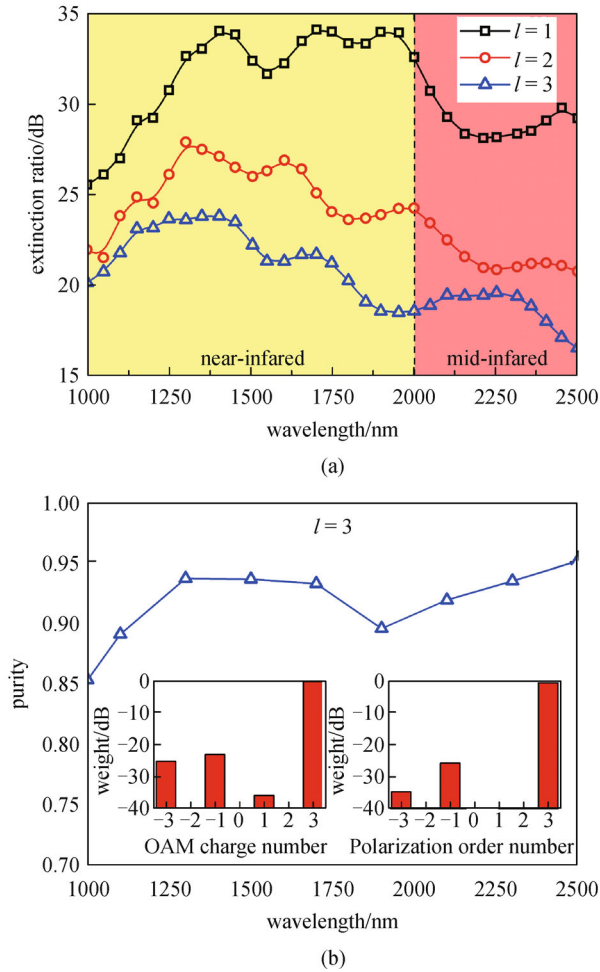 35
30
25
20
15
extinction ratio/dB
l = 1
l = 2
l = 3
near-infared
mid-infared
1000 1250 1500 1750 2000 2250 2500
wavelength/nm
(a)
1.00
0.95
0.90
0.85
0.80
0.75
0.70
purity
l = 3
0
−10
−20
−30
−40
weight/dB
−3 −2 −1 0 1 2 3
OAM charge number
0
−10
−20
−30
−40
weight/dB
−3 −2 −1 0 1 2 3
Polarization order number
1000 1250 1500 1750 2000 2250 2500
wavelength/nm
(b)